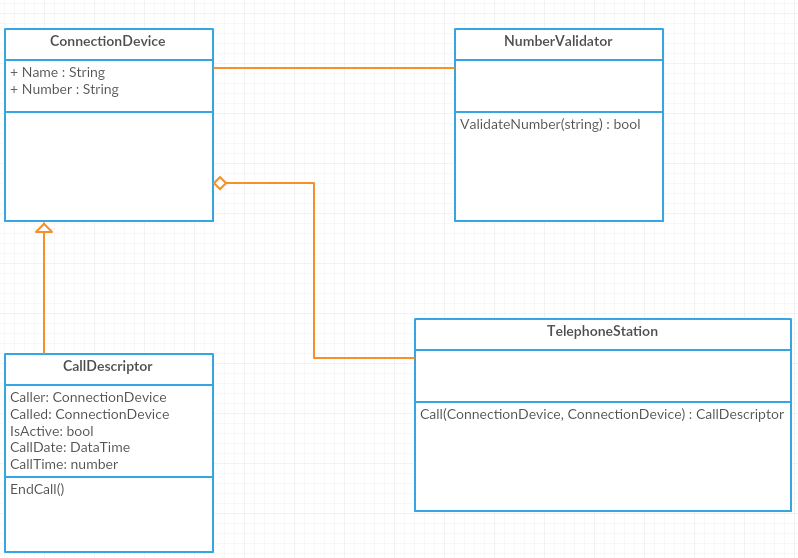 ConnectionDevice
+ Name : String
+ Number : String
NumberValidator
ValidateNumber(string) : bool
CallDescriptor
Caller: ConnectionDevice
Called: ConnectionDevice
IsActive: bool
CallDate: DataTime
CallTime: number
EndCall()
TelephoneStation
Call(ConnectionDevice, ConnectionDevice) : CallDescriptor